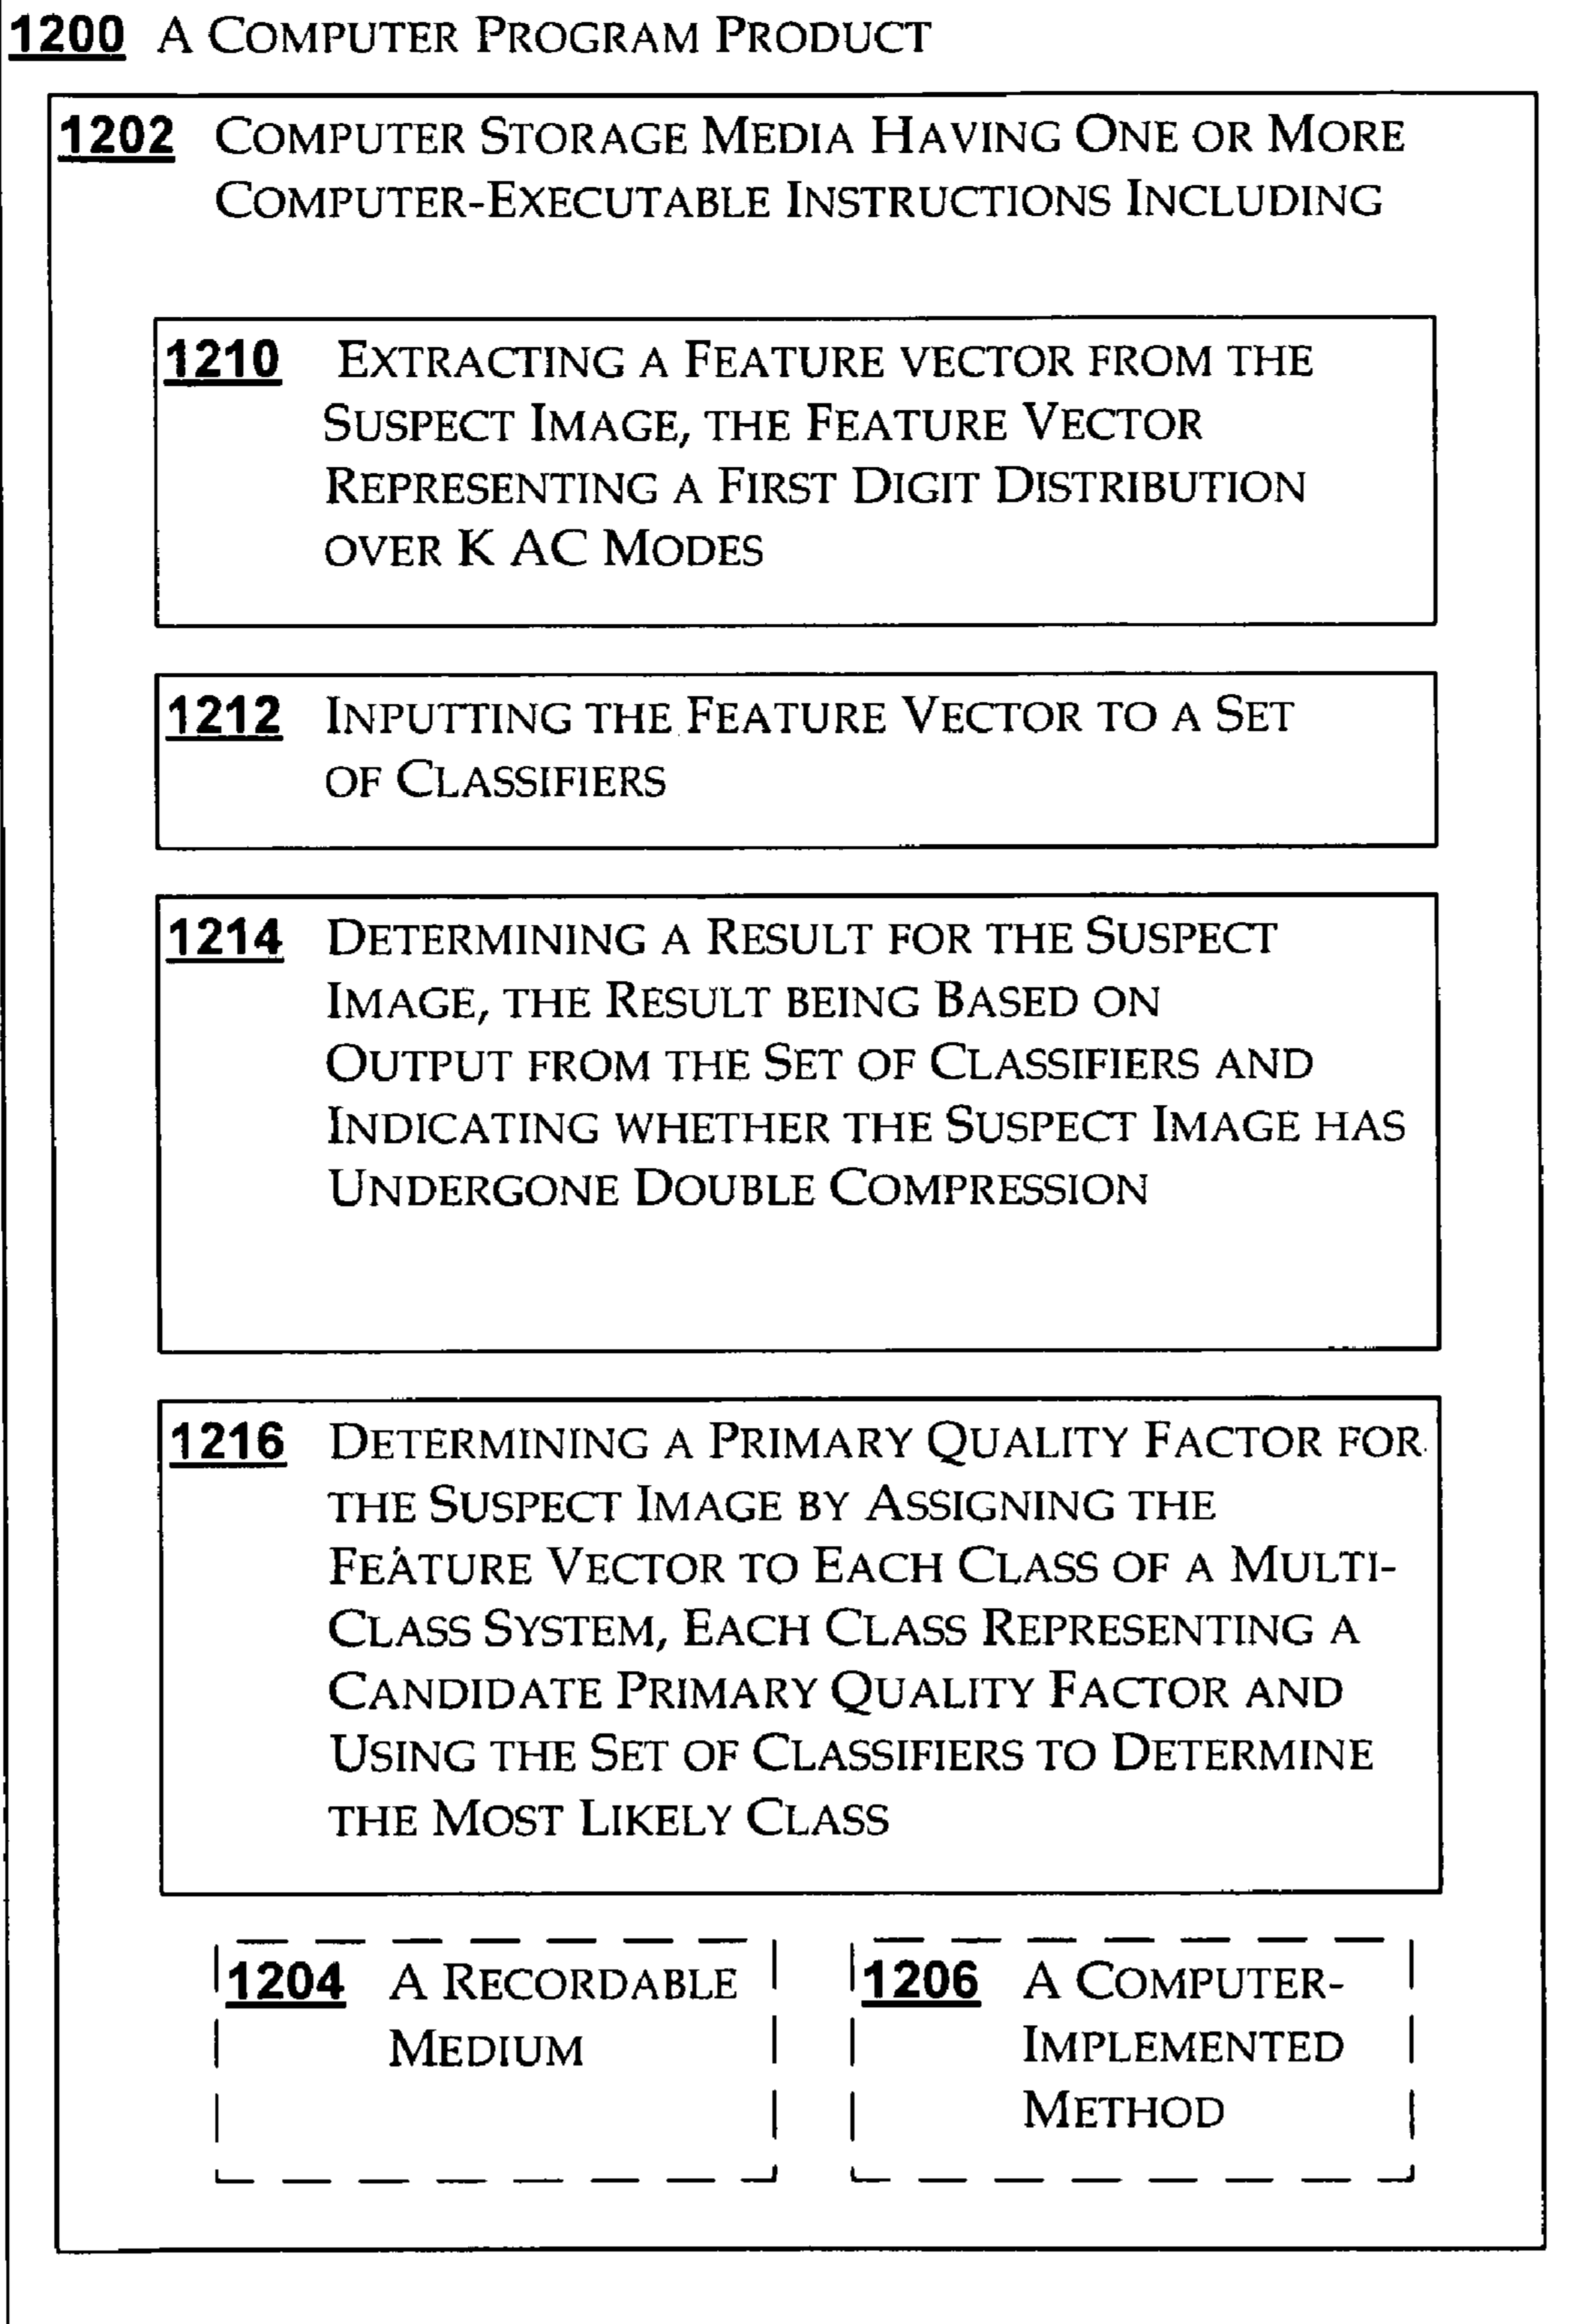 1200 A COMPUTER PROGRAM PRODUCT
1202 COMPUTER STORAGE MEDIA HAVING ONE OR MORE
COMPUTER-EXECUTABLE INSTRUCTIONS INCLUDING
1210 EXTRACTING A FEATURE VECTOR FROM THE
SUSPECT IMAGE, THE FEATURE VECTOR
REPRESENTING A FIRST DIGIT DISTRIBUTION
OVER K AC MODES
1212 INPUTTING THE FEATURE VECTOR TO A SET
OF CLASSIFIERS
1214 DETERMINING A RESULT FOR THE SUSPECT
IMAGE, THE RESULT BEING BASED ON
OUTPUT FROM THE SET OF CLASSIFIERS AND
INDICATING WHETHER THE SUSPECT IMAGE HAS
UNDERGONE DOUBLE COMPRESSION
1216 DETERMINING A PRIMARY QUALITY FACTOR FOR
THE SUSPECT IMAGE BY ASSIGNING THE
FEATURE VECTOR TO EACH CLASS OF A MULTI-
CLASS SYSTEM, EACH CLASS REPRESENTING A
CANDIDATE PRIMARY QUALITY FACTOR AND
USING THE SET OF CLASSIFIERS TO DETERMINE
THE MOST LIKELY CLASS
1204 A RECORDABLE
MEDIUM
1206 A COMPUTER-
IMPLEMENTED
METHOD